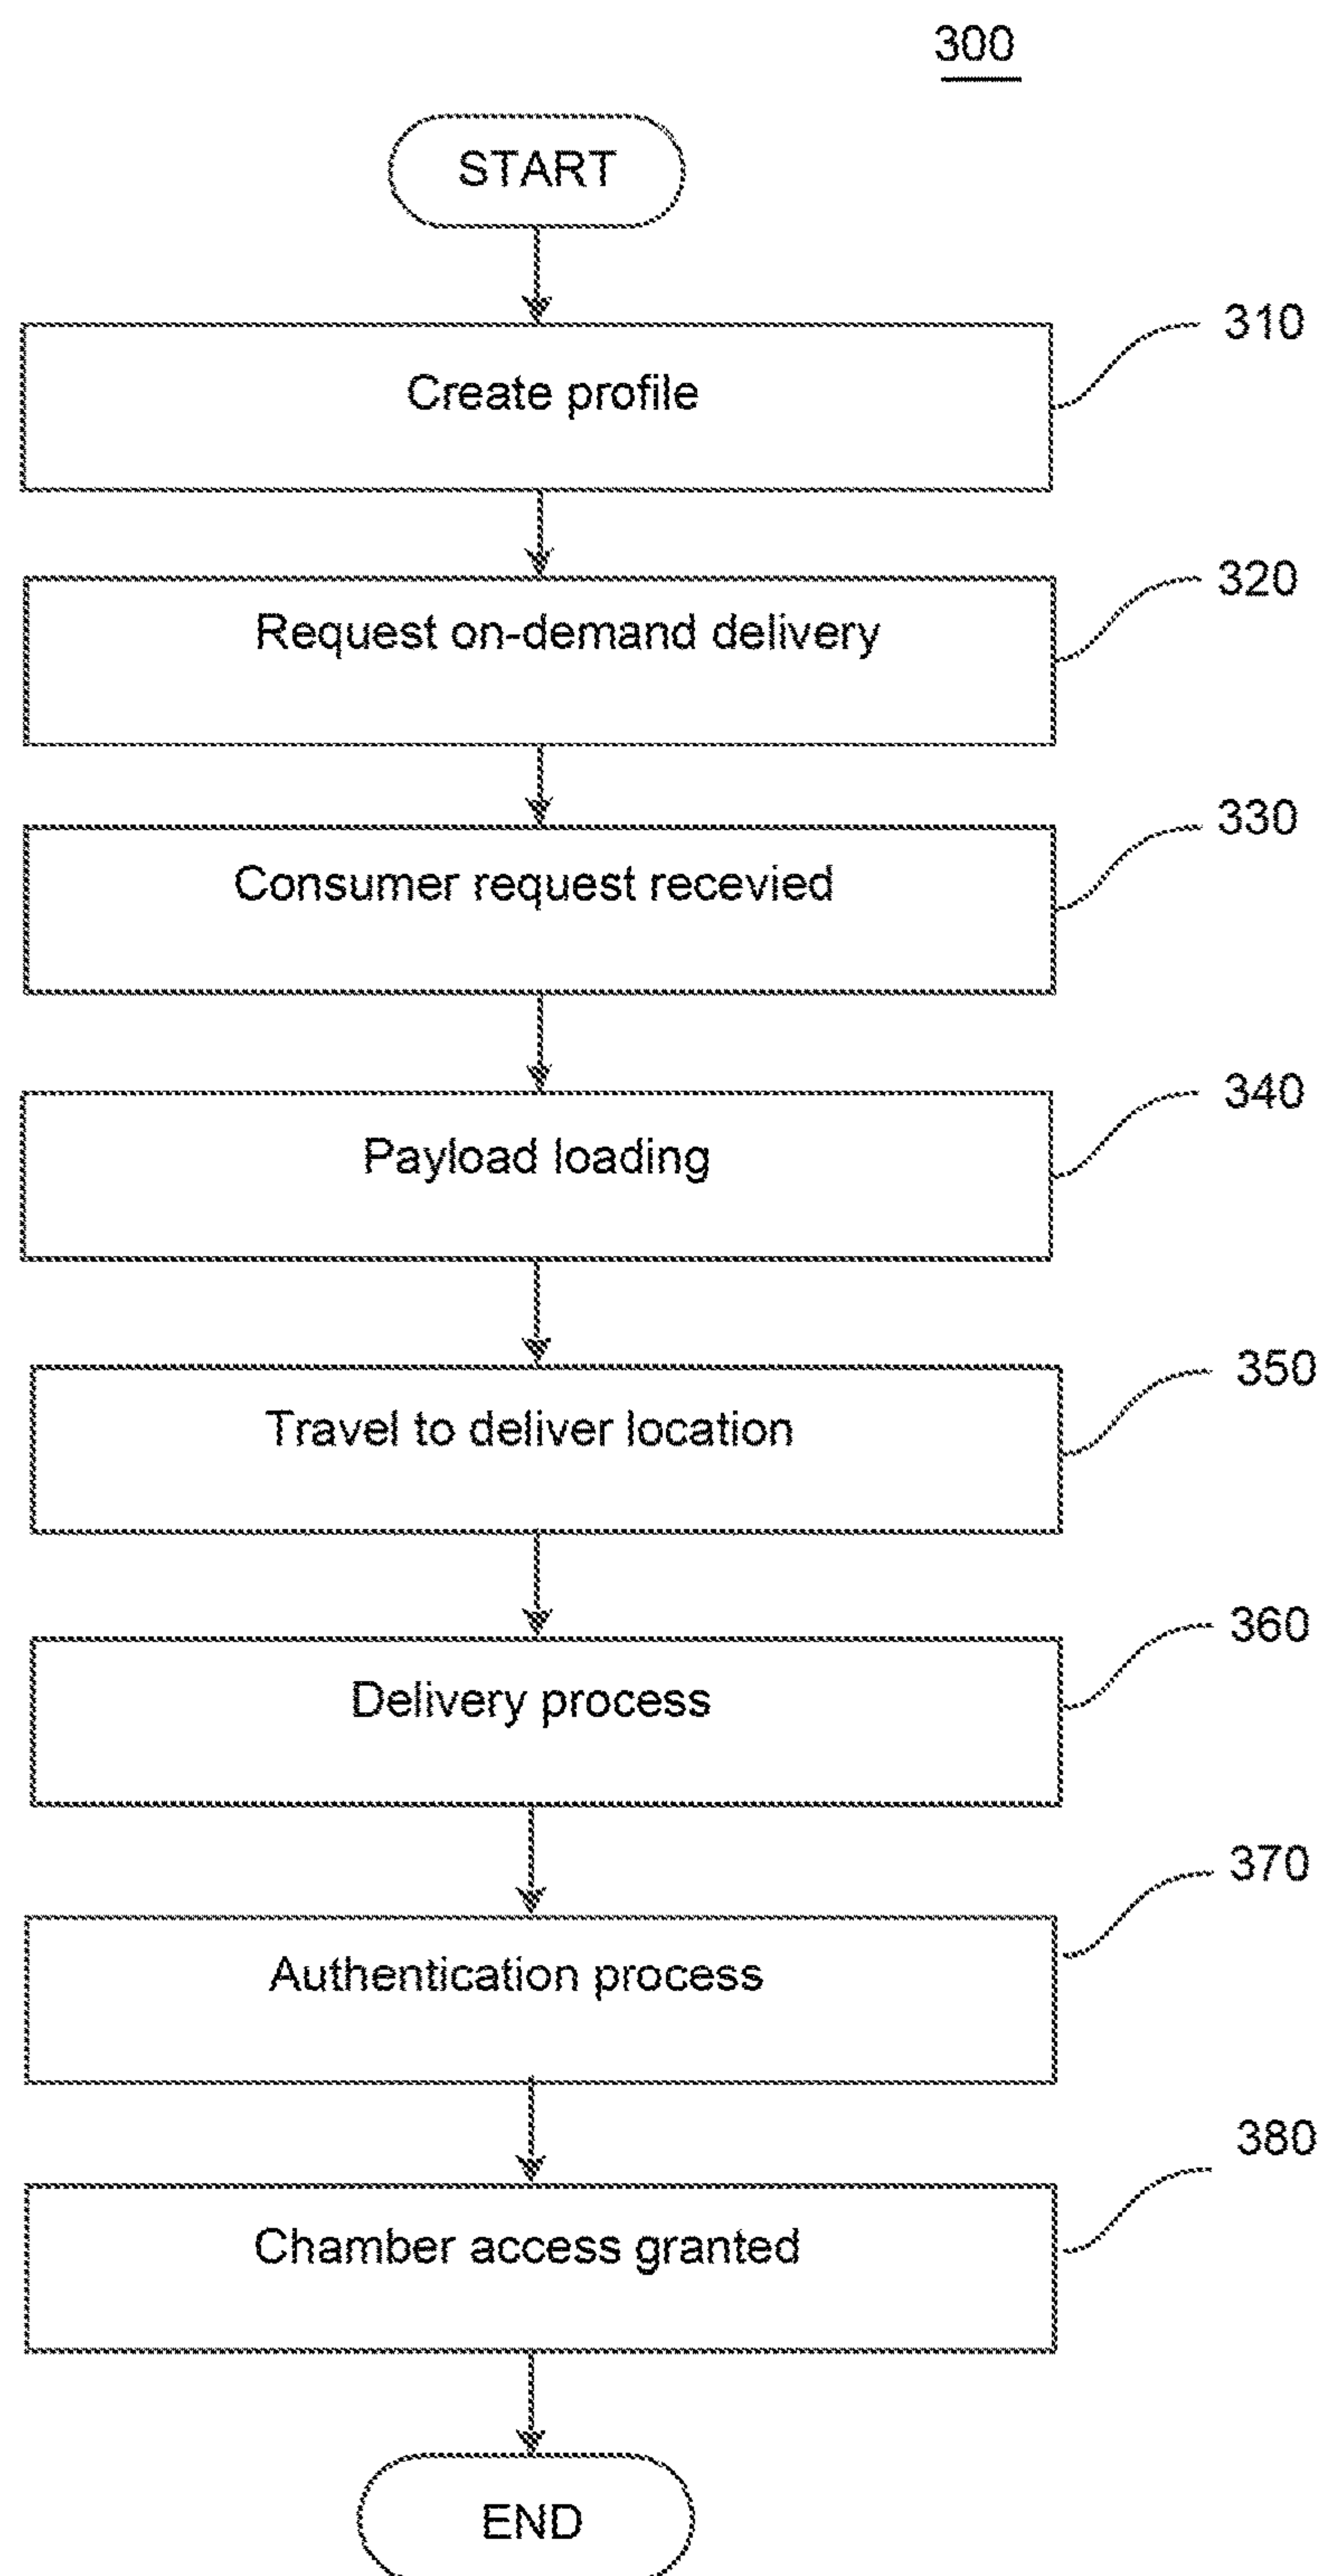 300
START
310
Create profile
320
Request on-demand delivery
330
Consumer request recevied
340
Payload loading
350
Travel to deliver location
360
Delivery process
370
Authentication process
380
Chamber access granted
END